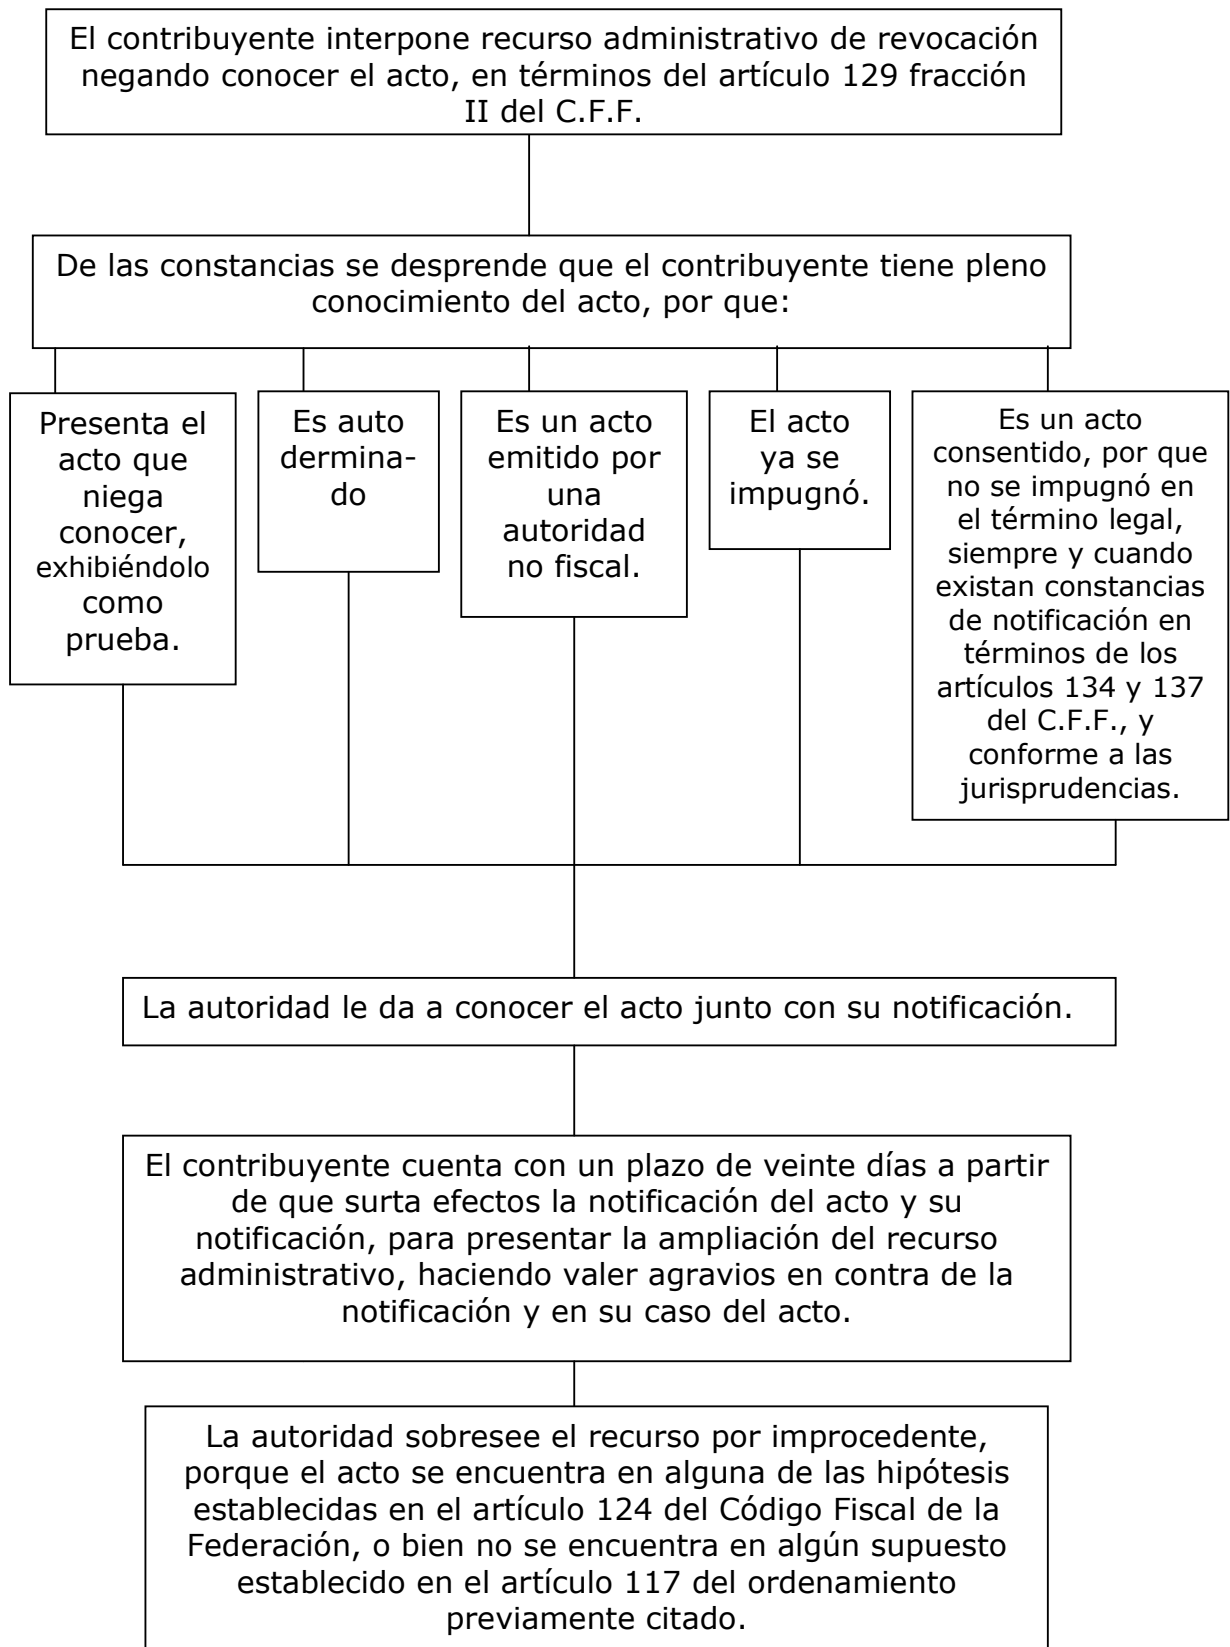 El contribuyente interpone recurso administrativo de revocación
negando conocer el acto, en términos del artículo 129 fracción
II del C.F.F.
De las constancias se desprende que el contribuyente tiene pleno
conocimiento del acto, por que:
Presenta el
acto que
niega
conocer,
exhibiéndolo
como
prueba.
Es auto
dermina-
do
Es un acto
emitido por
una
autoridad
no fiscal.
El acto
ya se
impugnó.
Es un acto
consentido, por que
no se impugnó en
el término legal,
siempre y cuando
existan constancias
de notificación en
términos de los
artículos 134 y 137
del C.F.F., y
conforme a las
jurisprudencias.
La autoridad le da a conocer el acto junto con su notificación.
El contribuyente cuenta con un plazo de veinte días a partir
de que surta efectos la notificación del acto y su
notificación, para presentar la ampliación del recurso
administrativo, haciendo valer agravios en contra de la
notificación y en su caso del acto.
La autoridad sobresee el recurso por improcedente,
porque el acto se encuentra en alguna de las hipótesis
establecidas en el artículo 124 del Código Fiscal de la
Federación, o bien no se encuentra en algún supuesto
establecido en el artículo 117 del ordenamiento
previamente citado.